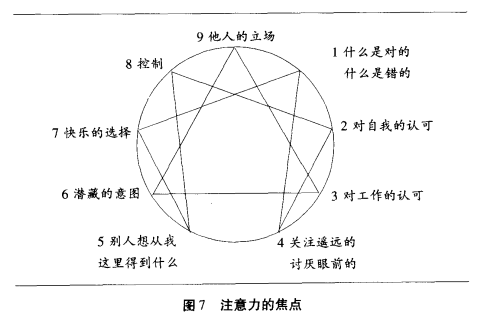 9 他人的立场
8 控制
1 什么是对的
什么是错的
7 快乐的选择
2 对自我的认可
6 潜藏的意图
3 对工作的认可
5 别人想从我
这里得到什么
4 关注遥远的
讨厌眼前的
图7 注意力的焦点